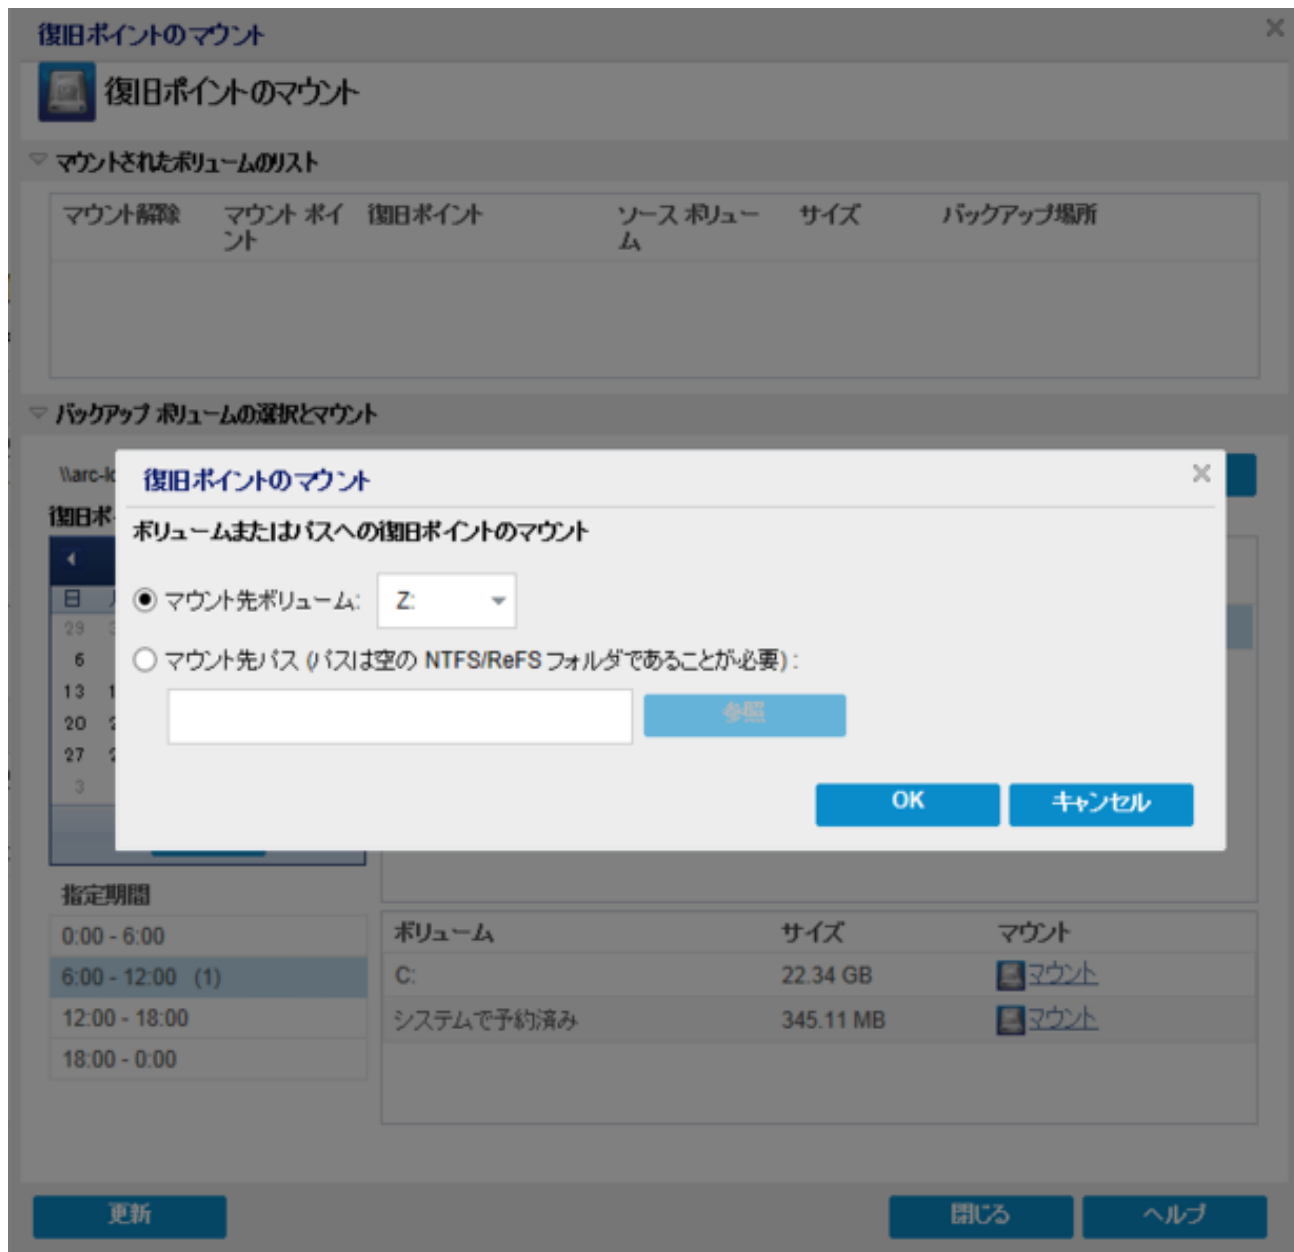 復旧ポイントのマウント
復旧ポイントのマウント
マウントされたボリュームのリスト
マウント解除 マウント ポイント 復旧ポイント ソース ボリューム サイズ バックアップ場所
バックアップ ボリュームの選択とマウント
\\arc-
復旧ポイントのマウント
復旧ポ
ボリュームまたはパスへの復旧ポイントのマウント
日
マウント先ボリューム: Z:
29
6
マウント先パス (パスは空の NTFS/ReFS フォルダであることが必要) :
13
20
参照
27
3
OK キャンセル
指定期間
0:00 - 6:00
6:00 - 12:00 (1)
12:00 - 18:00
18:00 - 0:00
ボリューム サイズ マウント
C: 22.34 GB マウント
システムで予約済み 345.11 MB マウント
更新 閉じる ヘルプ